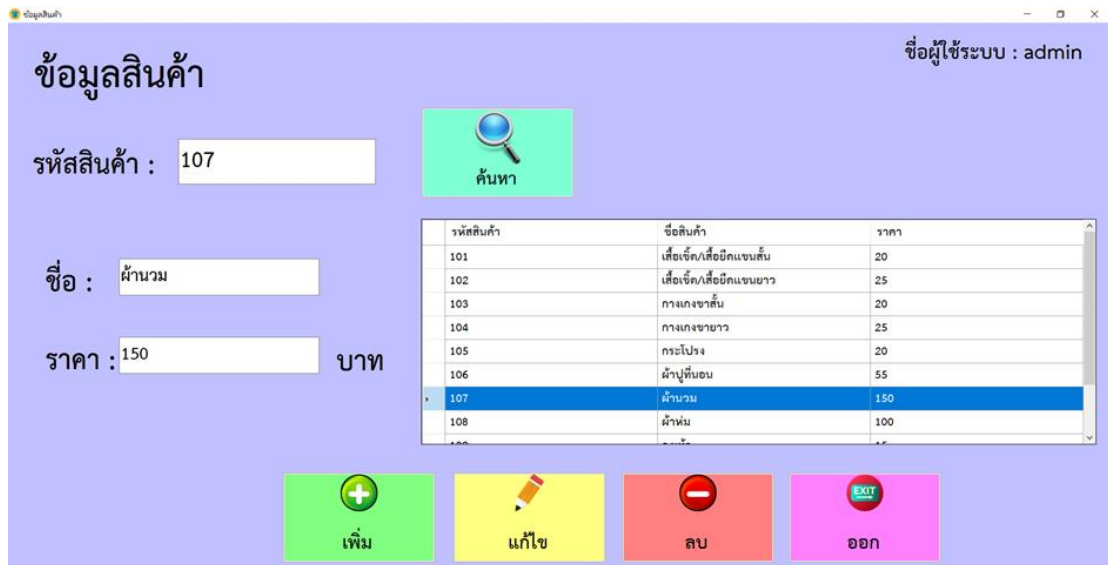 ข้อมูลสินค้า
ชื่อผู้ใช้ระบบ : admin
ข้อมูลสินค้า
รหัสสินค้า : 107
ค้นหา
ชื่อ : ผ้านวม
ราคา : 150 บาท
รหัสสินค้า ชื่อสินค้า ราคา
101 เสื้อเชิ้ต/เสื้อยืดแขนสั้น 20
102 เสื้อเชิ้ต/เสื้อยืดแขนยาว 25
103 กางเกงขาสั้น 20
104 กางเกงขายาว 25
105 กระโปรง 20
106 ผ้าปูที่นอน 55
107 ผ้านวม 150
108 ผ้าห่ม 100
เพิ่ม แก้ไข ลบ EXIT ออก